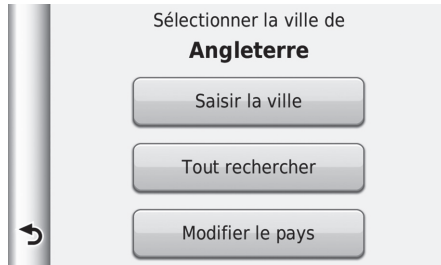 Sélectionner la ville de
Angleterre
Saisir la ville
Tout rechercher
Modifier le pays